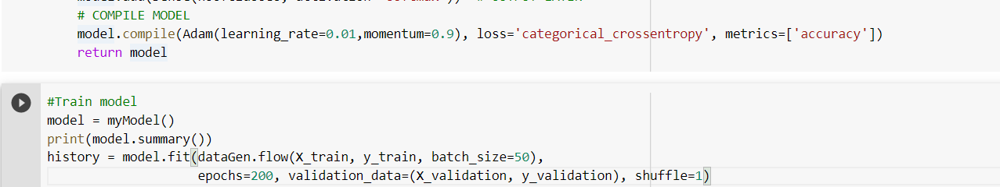 # COMPILE MODEL
model.compile(Adam(learning_rate=0.01,momentum=0.9), loss='categorical_crossentropy', metrics=['accuracy'])
return model
#Train model
model = myModel()
print(model.summary())
history = model.fit(dataGen.flow(X_train, y_train, batch_size=50),
epochs=200, validation_data=(X_validation, y_validation), shuffle=1)